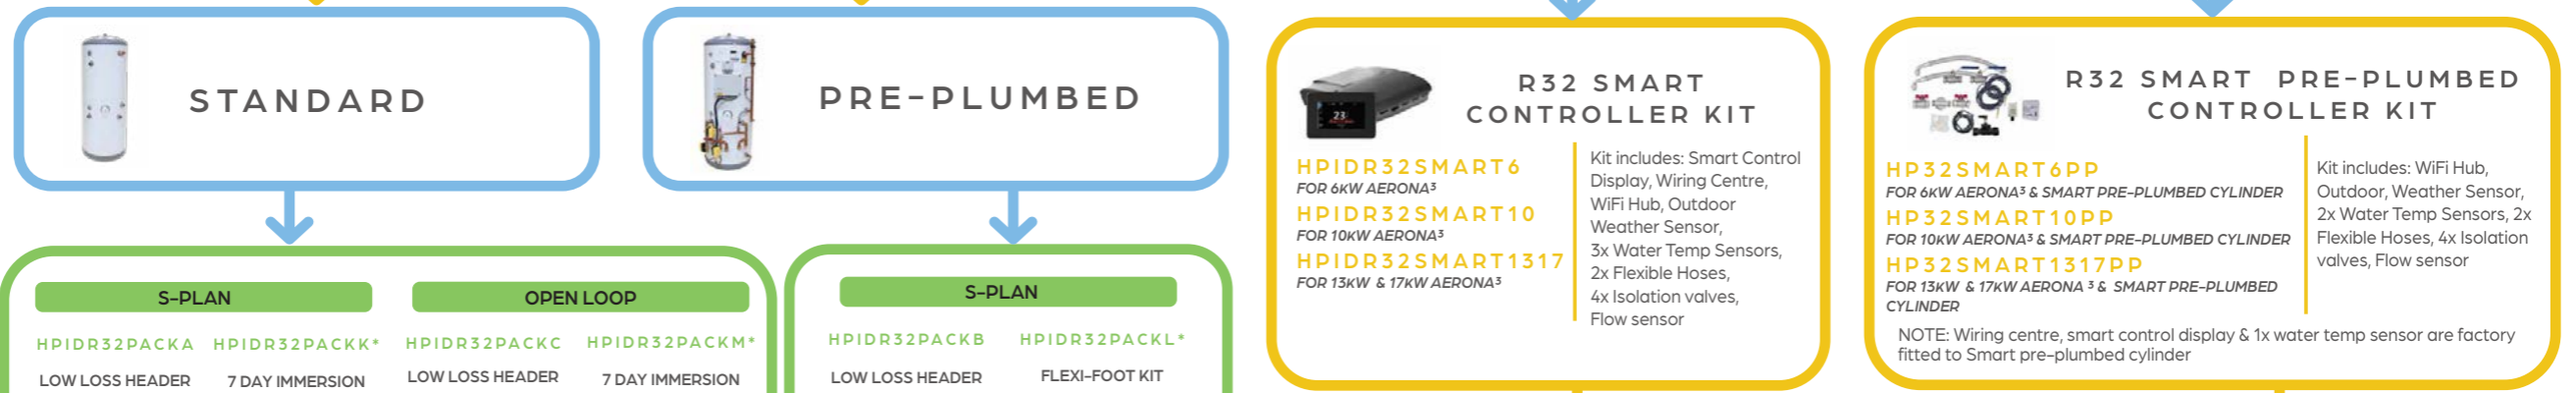 STANDARD
S-PLAN
OPEN LOOP
HPIDR32PACKA HPIDR32PACKK* HPIDR32PACKC HPIDR32PACKM*
LOW LOSS HEADER 7 DAY IMMERSION LOW LOSS HEADER 7 DAY IMMERSION
PRE-PLUMBED
S-PLAN
HPIDR32PACKB HPIDR32PACKL*
LOW LOSS HEADER FLEXI-FOOT KIT
R32 SMART
CONTROLLER KIT
23
HPIDR32SMART6
FOR 6KW AERONA³
HPIDR32SMART10
FOR 10KW AERONA³
HPIDR32SMART1317
FOR 13KW & 17KW AERONA³
Kit includes: Smart Control
Display, Wiring Centre,
WiFi Hub, Outdoor
Weather Sensor,
3x Water Temp Sensors,
2x Flexible Hoses,
4x Isolation valves,
Flow sensor
R32 SMART PRE-PLUMBED
CONTROLLER KIT
HP32SMART6PP
FOR 6KW AERONA³ & SMART PRE-PLUMBED CYLINDER
HP32SMART10PP
FOR 10KW AERONA³ & SMART PRE-PLUMBED CYLINDER
HP32SMART1317PP
FOR 13KW & 17KW AERONA ³ & SMART PRE-PLUMBED
CYLINDER
Kit includes: WiFi Hub,
Outdoor, Weather Sensor,
2x Water Temp Sensors, 2x
Flexible Hoses, 4x Isolation
valves, Flow sensor
NOTE: Wiring centre, smart control display & 1x water temp sensor are factory
fitted to Smart pre-plumbed cylinder